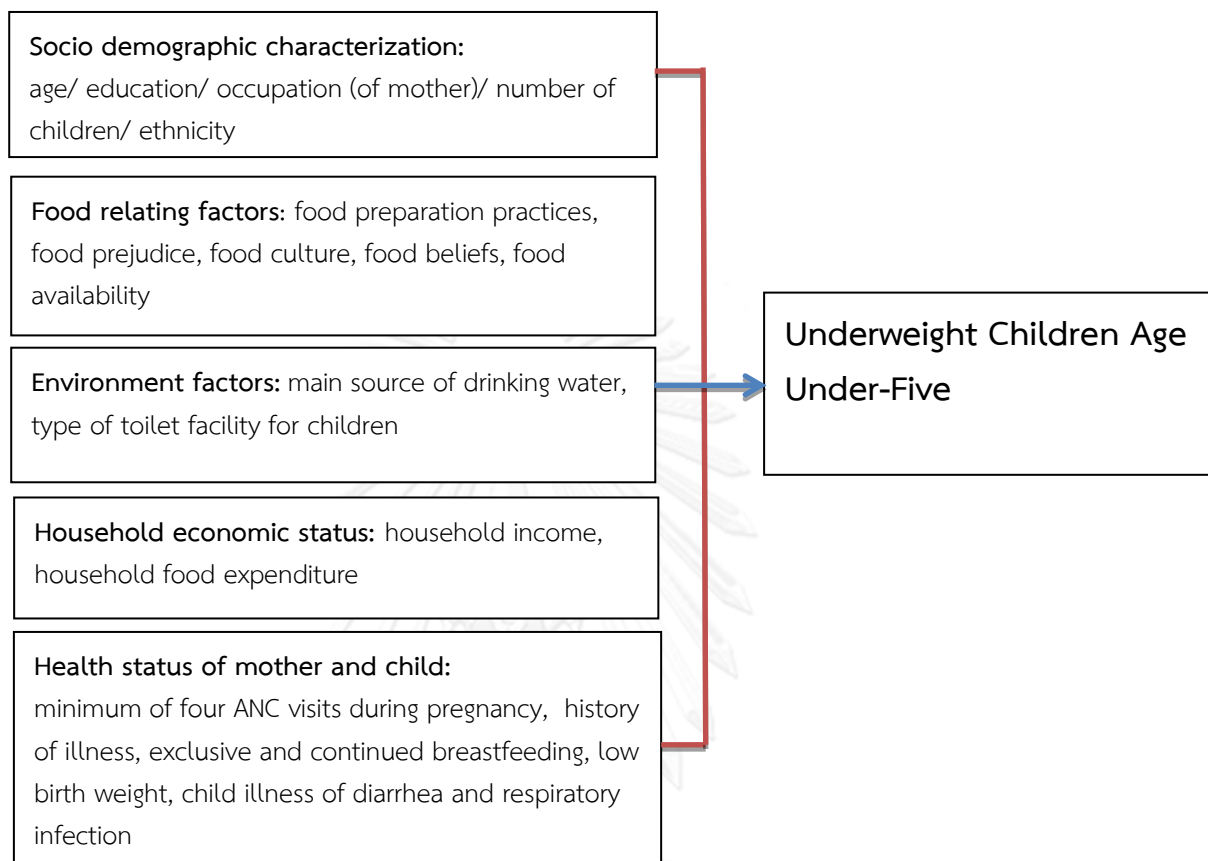 Socio demographic characterization:
age/ education/ occupation (of mother)/ number of
children/ ethnicity
Food relating factors: food preparation practices,
food prejudice, food culture, food beliefs, food
availability
Environment factors: main source of drinking water,
type of toilet facility for children
Household economic status: household income,
household food expenditure
Health status of mother and child:
minimum of four ANC visits during pregnancy, history
of illness, exclusive and continued breastfeeding, low
birth weight, child illness of diarrhea and respiratory
infection
Underweight Children Age
Under-Five